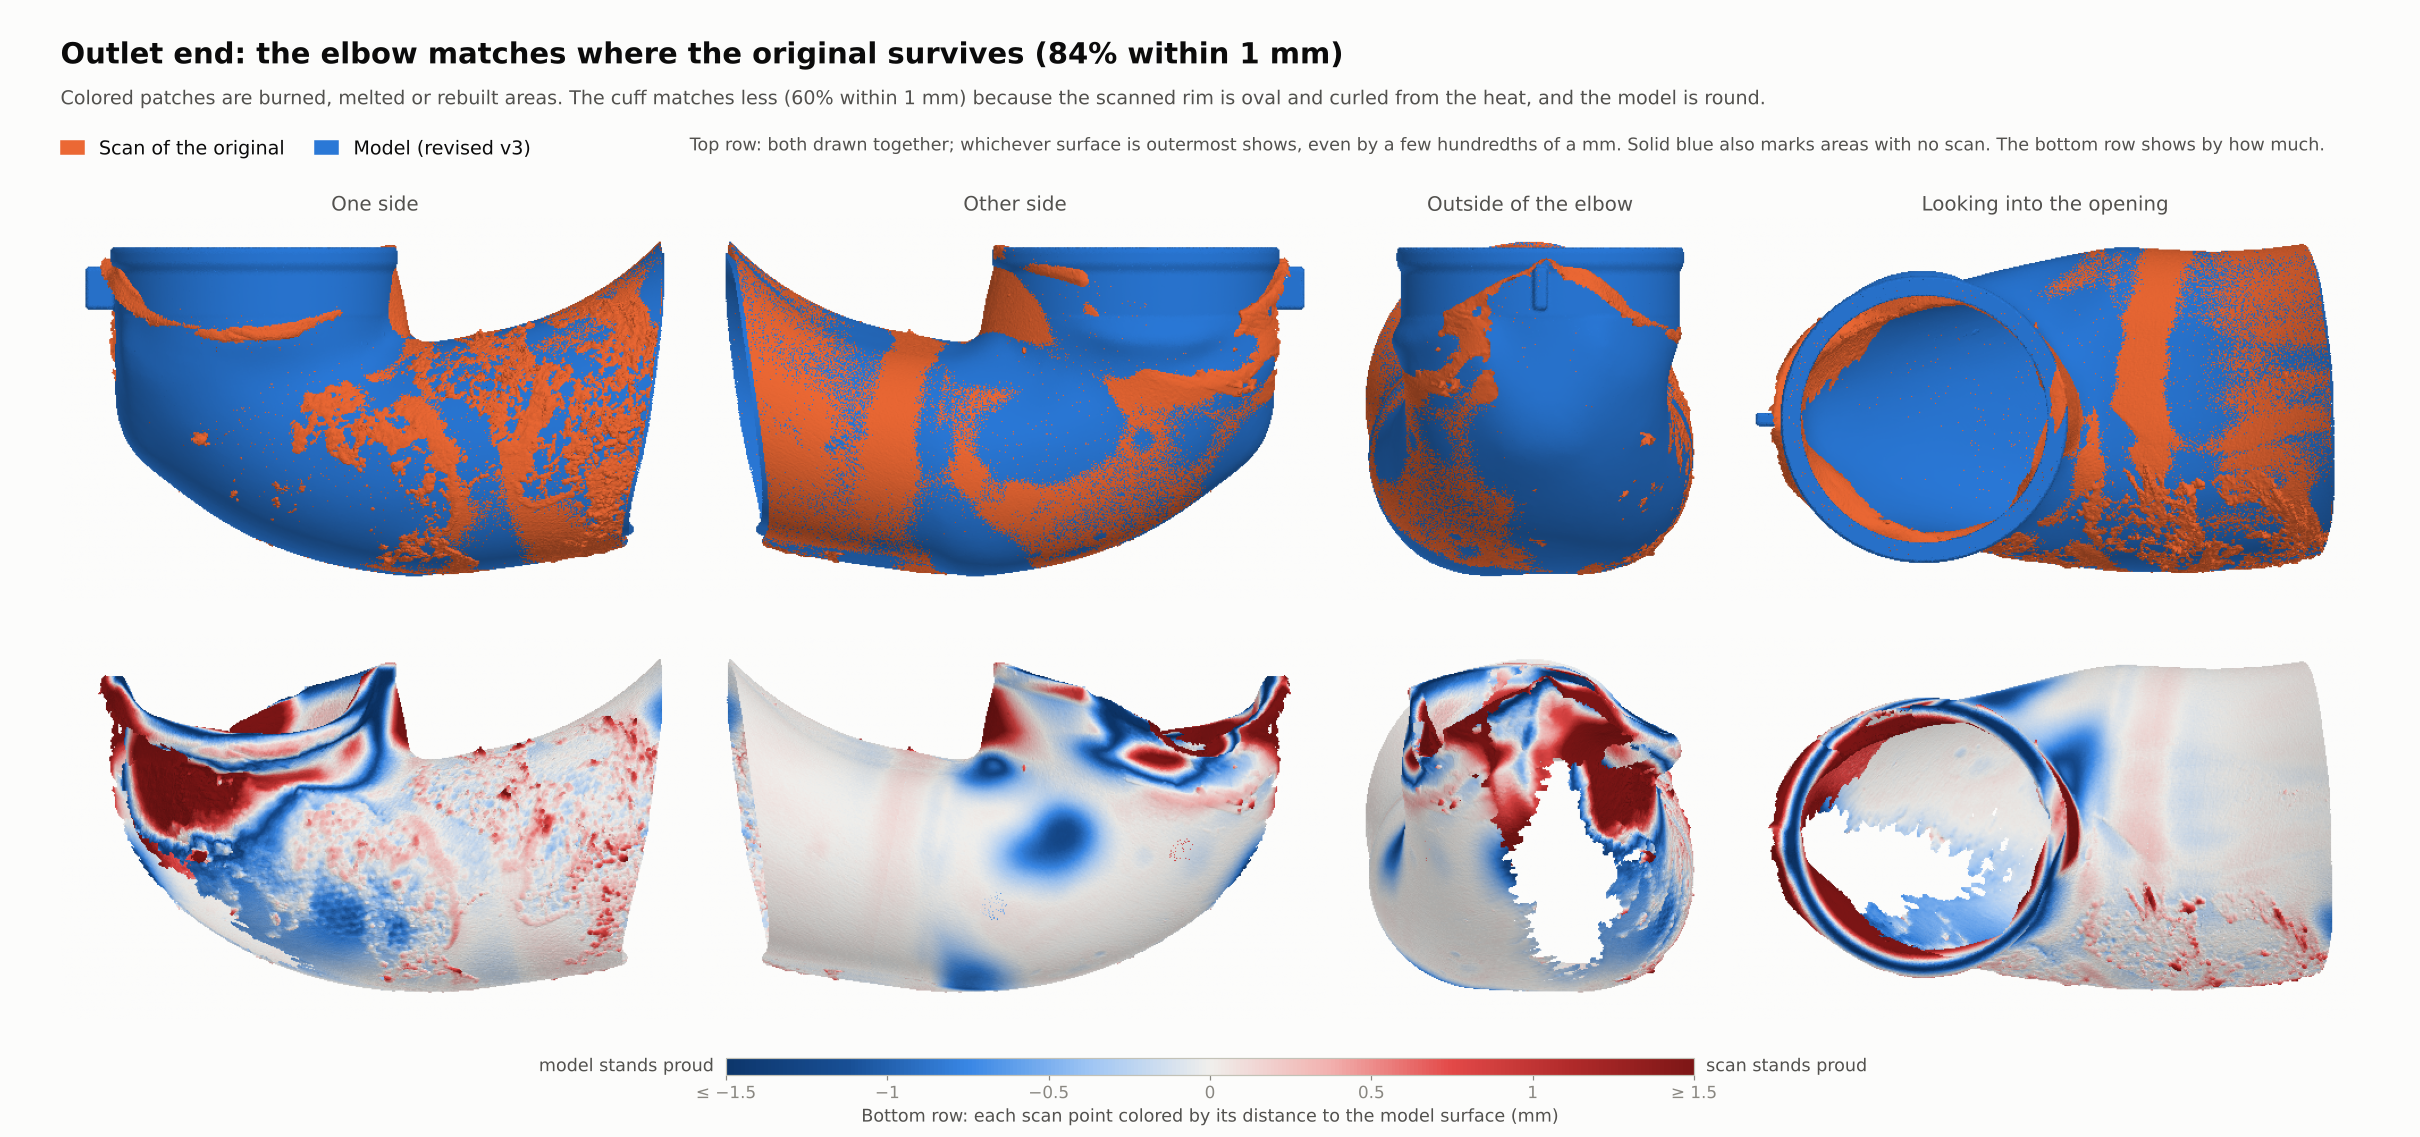 Outlet end: the elbow matches where the original survives (84% within 1 mm)
Colored patches are burned, melted or rebuilt areas. The cuff matches less (60% within 1 mm) because the scanned rim is oval and curled from the heat, and the model is round.
Scan of the original
Model (revised v3)
Top row: both drawn together; whichever surface is outermost shows, even by a few hundredths of a mm. Solid blue also marks areas with no scan. The bottom row shows by how much.
One side
Other side
Outside of the elbow
Looking into the opening
model stands proud
scan stands proud
≤ −1.5
−1
−0.5
0
0.5
1
≥ 1.5
Bottom row: each scan point colored by its distance to the model surface (mm)